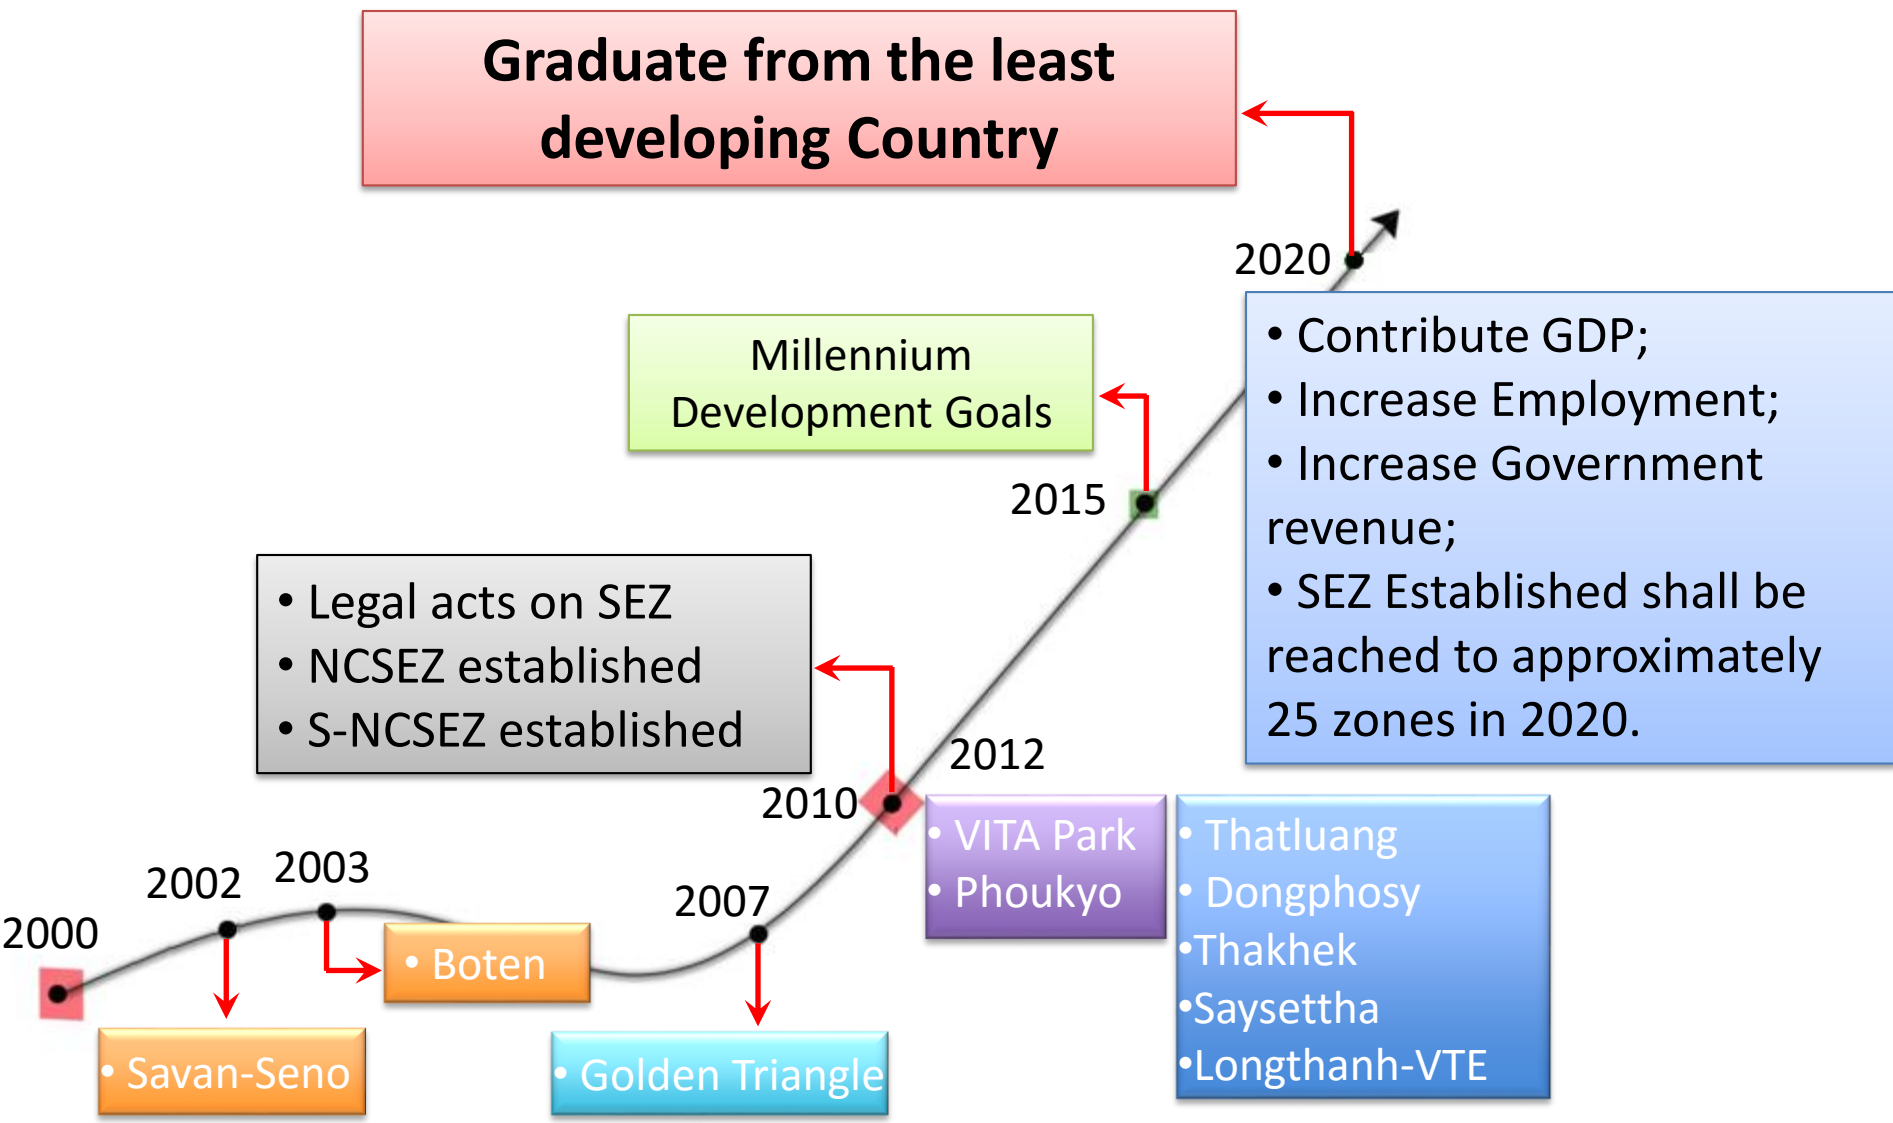 Graduate from the least
developing Country
2020
• Contribute GDP;
• Increase Employment;
• Increase Government
revenue;
• SEZ Established shall be
reached to approximately
25 zones in 2020.
Millennium
Development Goals
2015
• Legal acts on SEZ
• NCSEZ established
• S-NCSEZ established
2012
2010
• VITA Park
• Phoukyo
• Thatluang
• Dongphosy
•Thakhek
•Saysettha
•Longthanh-VTE
2007
• Golden Triangle
2003
• Boten
2002
• Savan-Seno
2000